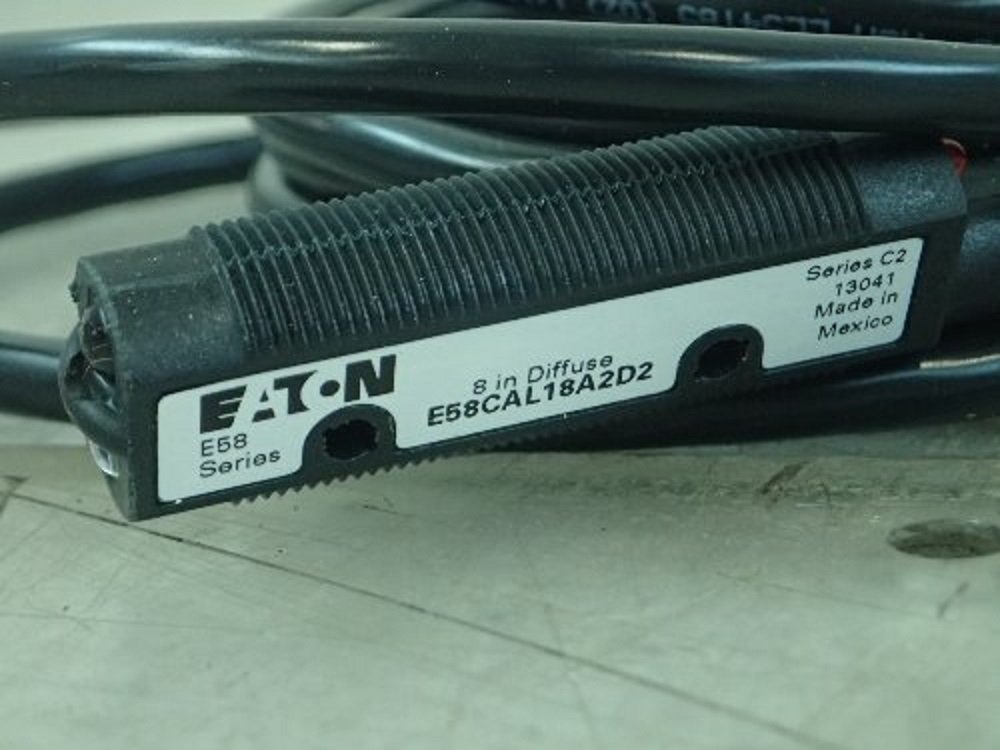 EATON
E58
Series
8 in Diffuse
E58CAL18A2D2
Series C2
13041
Made in
Mexico